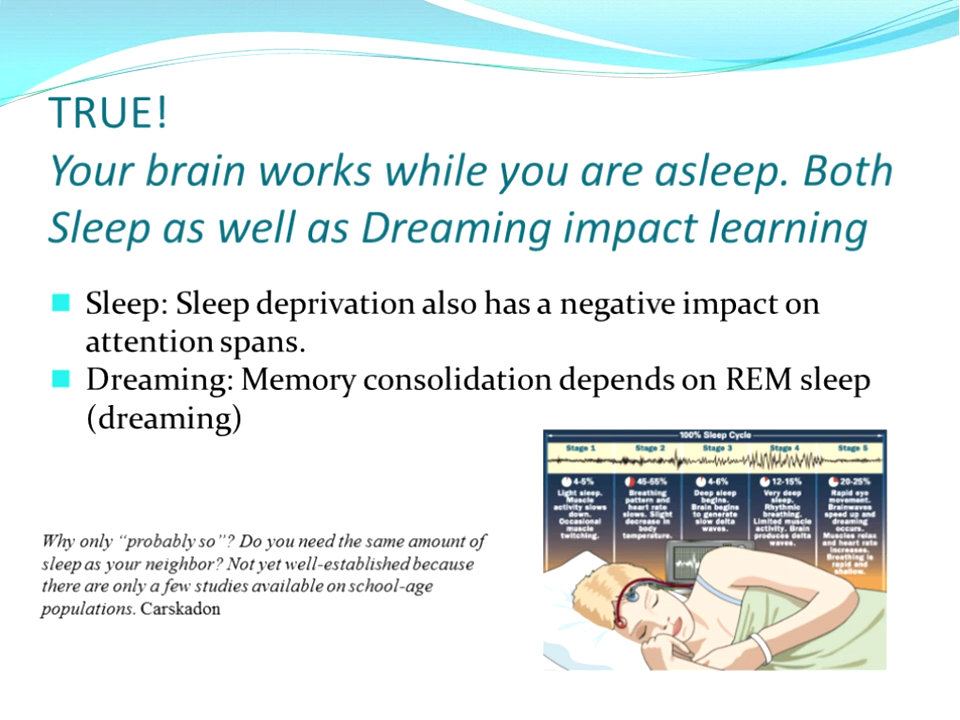 TRUE!
Your brain works while you are asleep. Both
Sleep as well as Dreaming impact learning
Sleep: Sleep deprivation also has a negative impact on
attention spans.
Dreaming: Memory consolidation depends on REM sleep
(dreaming)
Why only “probably so”? Do you need the same amount of
sleep as your neighbor? Not yet well-established because
there are only a few studies available on school-age
populations. Carskadon
100% Sleep Cycle
Stage 1
4-5%
Light sleep.
Muscle
activity slows
down.
Occasional
muscle
twitching.
Stage 2
45-55%
Breathing
pattern and
heart rate
slows. Slight
decrease in
body
temperature.
Stage 3
4-6%
Deep sleep
begins.
Brain begins
to generate
slow delta
waves.
Stage 4
12-15%
Very deep
sleep.
Rhythmic
breathing.
Limited muscle
activity. Brain
produces delta
waves.
Stage 5
20-25%
Rapid eye
movement.
Brainwaves
speed up and
dreaming
occurs.
Muscles relax
and heart rate
increases.
Breathing is
rapid and
shallow.